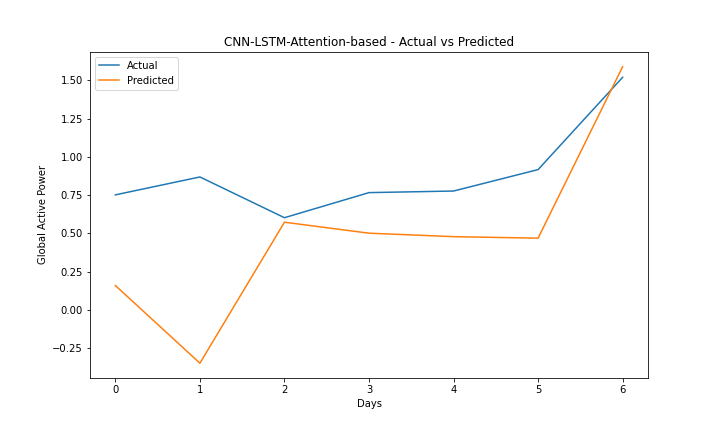 CNN-LSTM-Attention-based - Actual vs Predicted
Actual
Predicted
1.50
1.25
1.00
0.75
0.50
0.25
0.00
−0.25
Global Active Power
0 1 2 3 4 5 6
Days